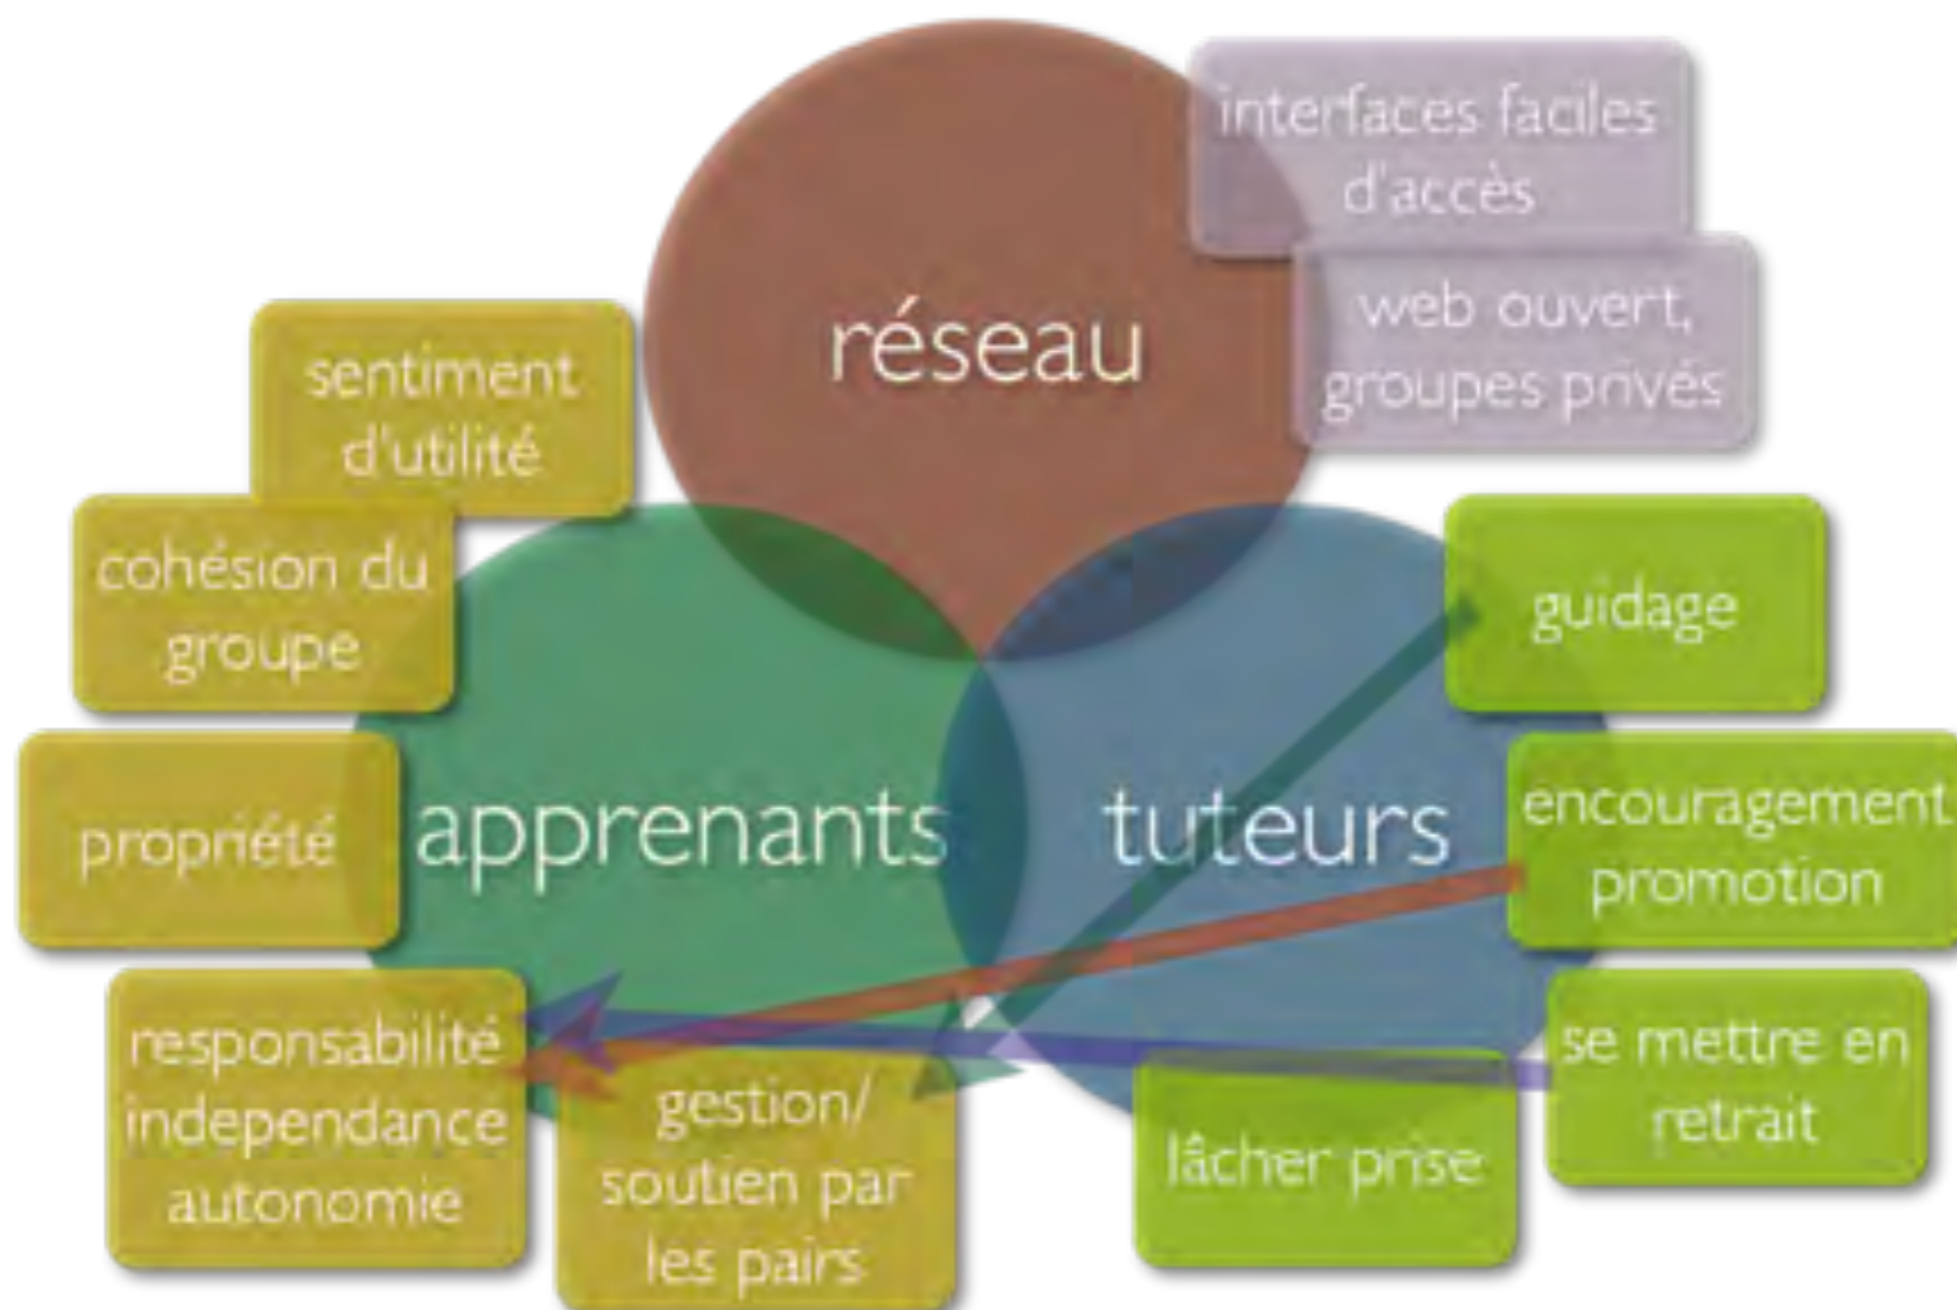 interfaces faciles
d'accès
réseau
web ouvert,
groupes privés
sentiment
d'utilité
cohésion du
groupe
guidage
propriété
apprenants
tuteurs
encouragement
promotion
responsabilité
independance
autonomie
gestion/
soutien par
les pairs
lâcher prise
se mettre en
retrait